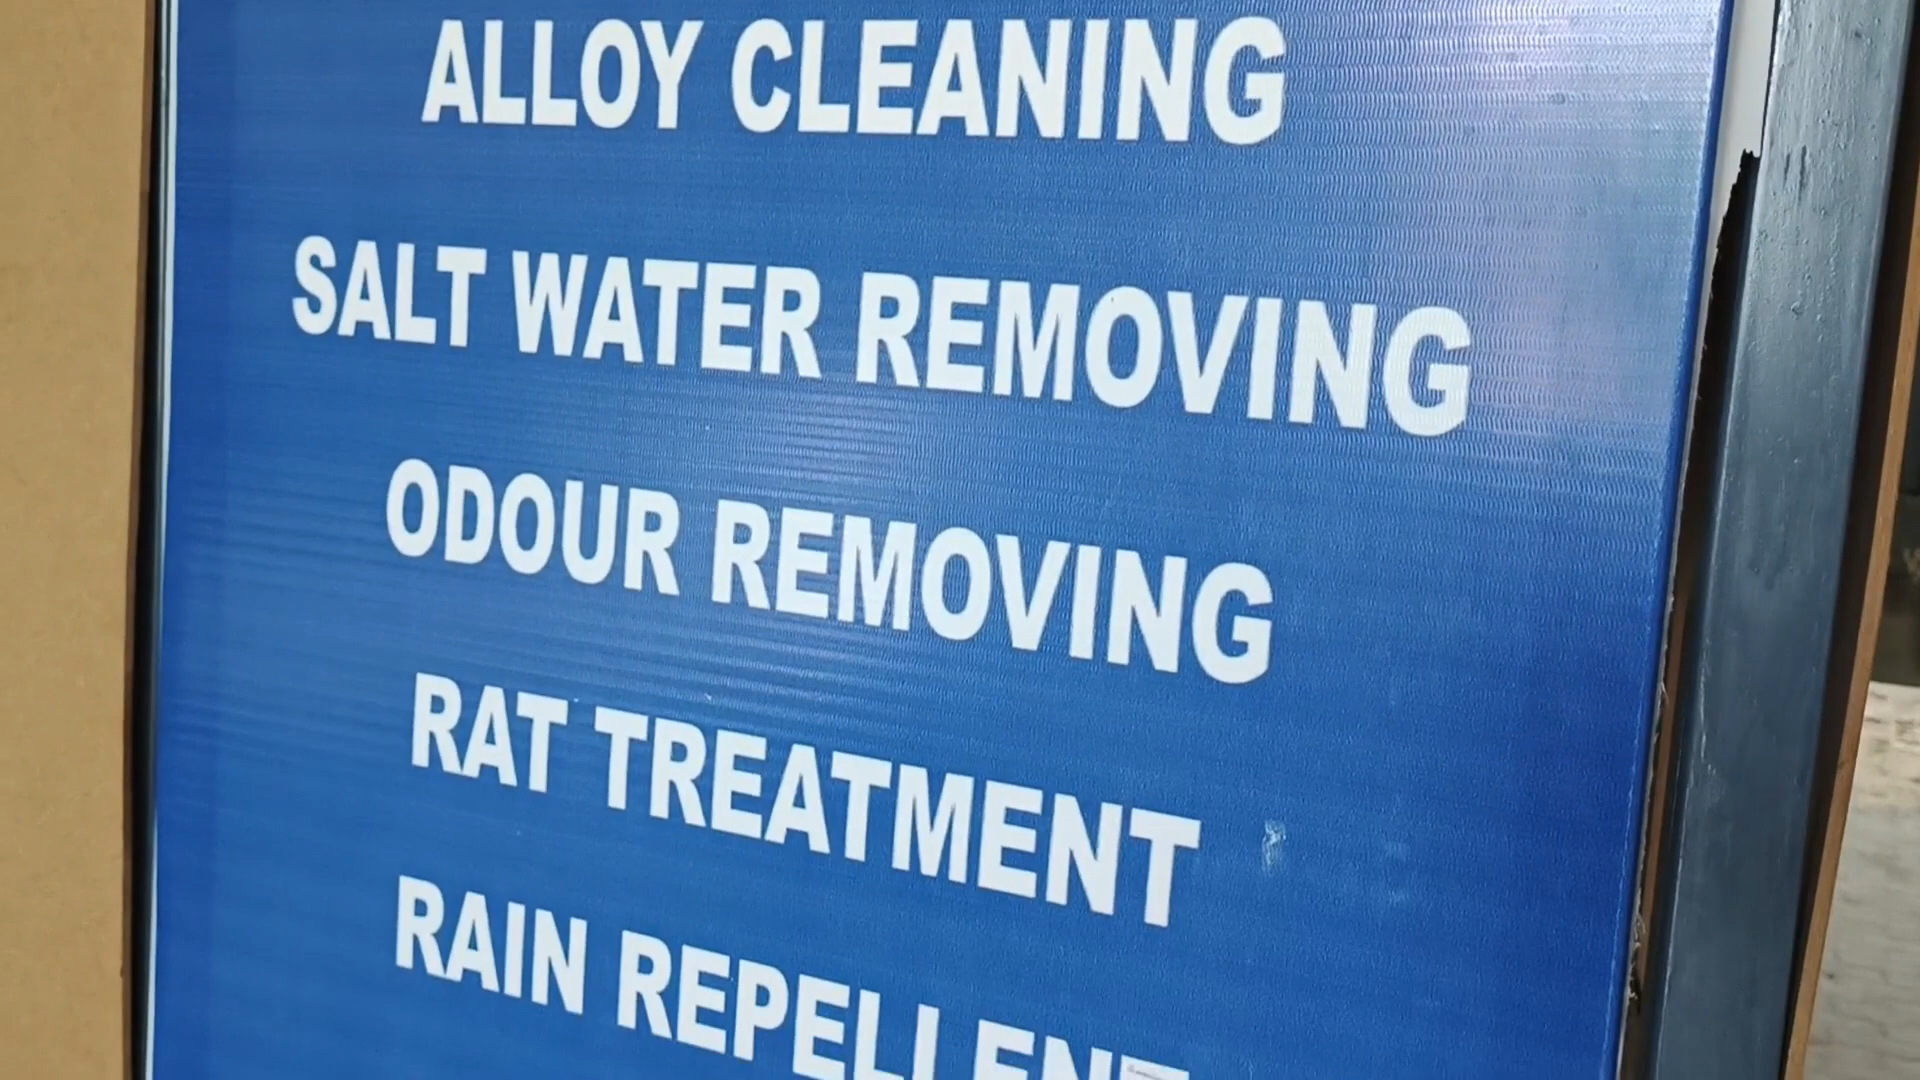 ALLOY CLEANING
SALT WATER REMOVING
ODOUR REMOVING
RAT TREATMENT
RAIN REPELLENT